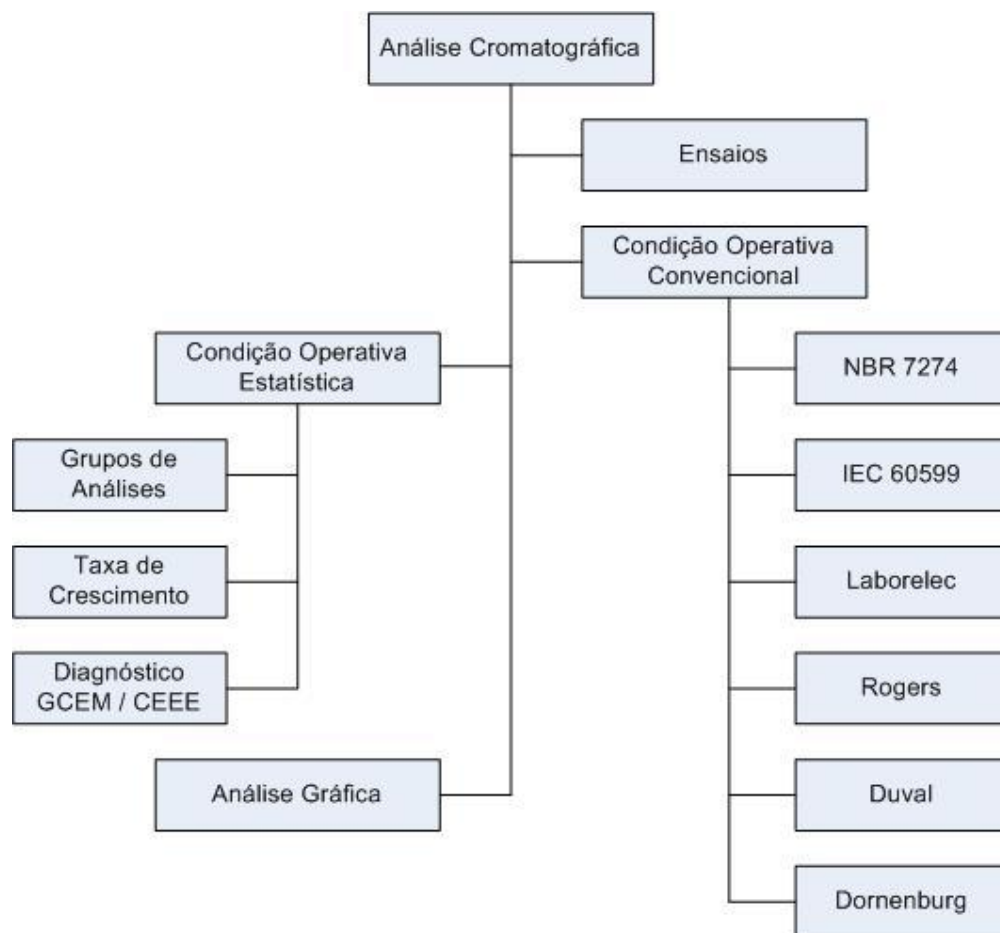 Análise Cromatográfica
Ensaios
Condição Operativa
Convencional
Condição Operativa
Estatística
NBR 7274
Grupos de
Análises
IEC 60599
Taxa de
Crescimento
Laborelec
Diagnóstico
GCEM / CEEE
Rogers
Análise Gráfica
Duval
Dornenburg